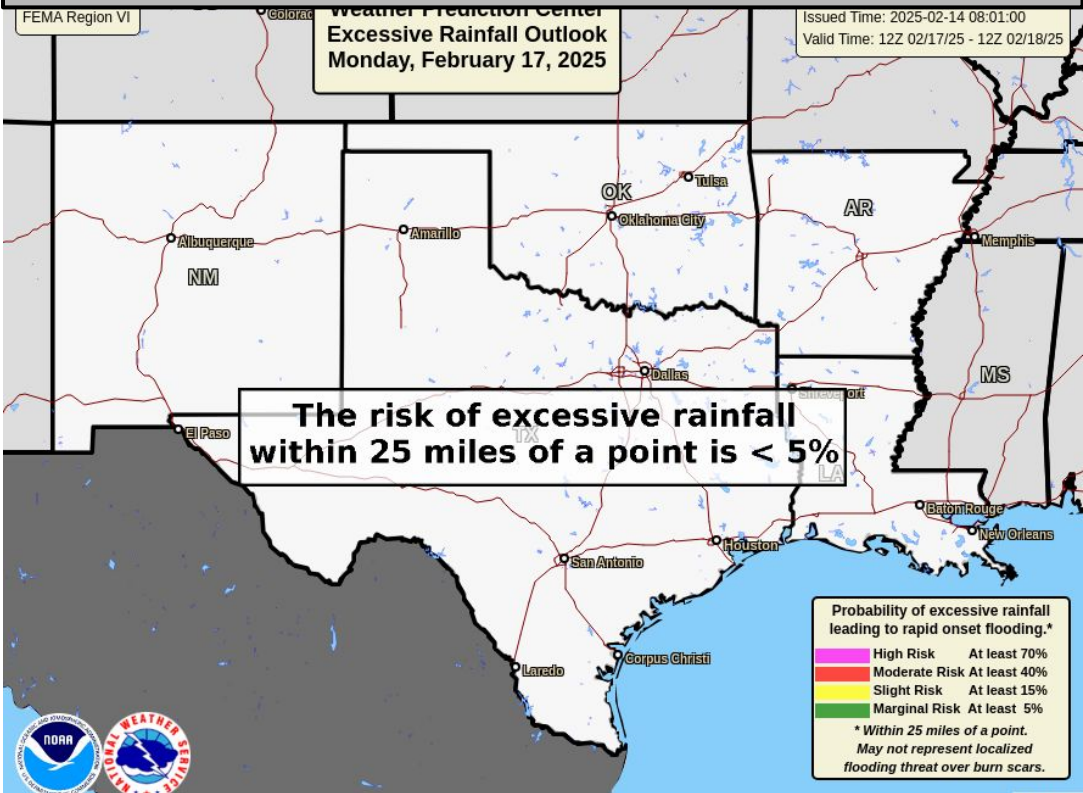 FEMA Region VI
Colorad
Weather Prediction Center
Excessive Rainfall Outlook
Monday, February 17, 2025
Issued Time: 2025-02-14 08:01:00
Valid Time: 12Z 02/17/25 - 12Z 02/18/25
Tulsa
OK
Oklahoma City
AR
Albuquerque
Amarillo
Memphis
NM
Dallas
MS
Shreveport
The risk of excessive rainfall
within 25 miles of a point is < 5%
El Paso
TX
LA
Baton Rouge
New Orleans
Houston
San Antonio
Corpus Christi
Laredo
Probability of excessive rainfall
leading to rapid onset flooding.*
High Risk At least 70%
Moderate Risk At least 40%
Slight Risk At least 15%
Marginal Risk At least 5%
* Within 25 miles of a point.
May not represent localized
flooding threat over burn scars.
NOAA
NATIONAL WEATHER SERVICE